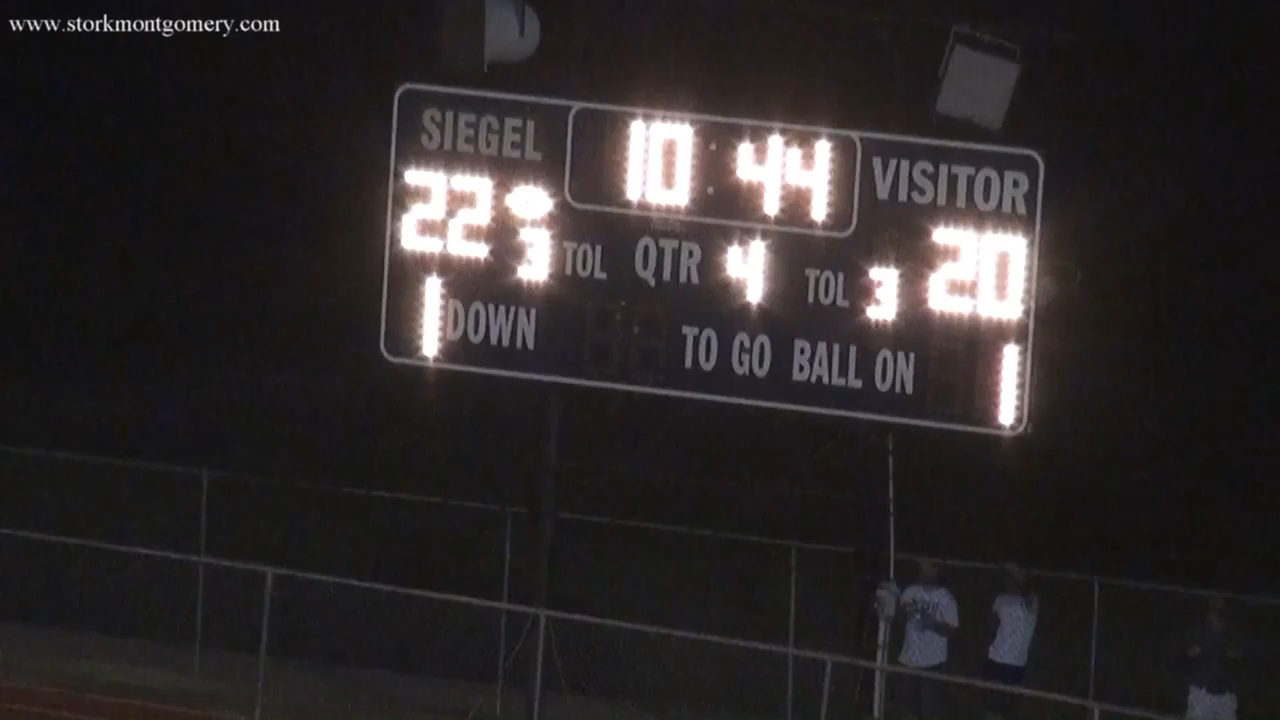 www.storkmontgomery.com
SIEGEL 10:44 VISITOR
22 3 TOL QTR 4 TOL 3 20
1 DOWN TO GO BALL ON 1